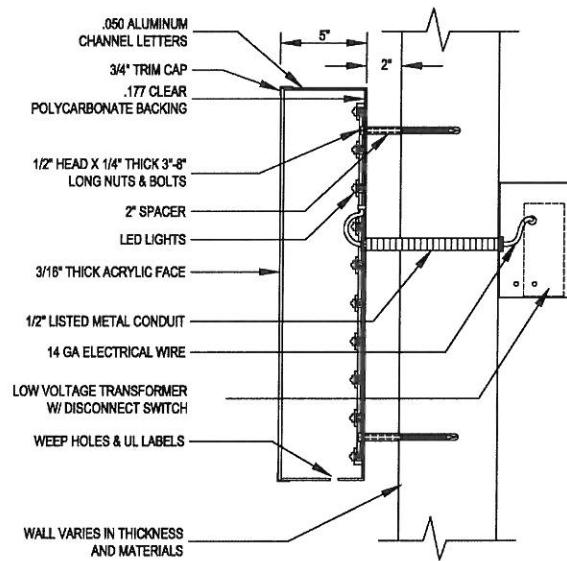 .050 ALUMINUM
CHANNEL LETTERS
5"
2"
3/4" TRIM CAP
.177 CLEAR
POLYCARBONATE BACKING
1/2" HEAD X 1/4" THICK 3"-8"
LONG NUTS & BOLTS
2" SPACER
LED LIGHTS
3/16" THICK ACRYLIC FACE
1/2" LISTED METAL CONDUIT
14 GA ELECTRICAL WIRE
LOW VOLTAGE TRANSFORMER
W/ DISCONNECT SWITCH
WEEP HOLES & UL LABELS
WALL VARIES IN THICKNESS
AND MATERIALS